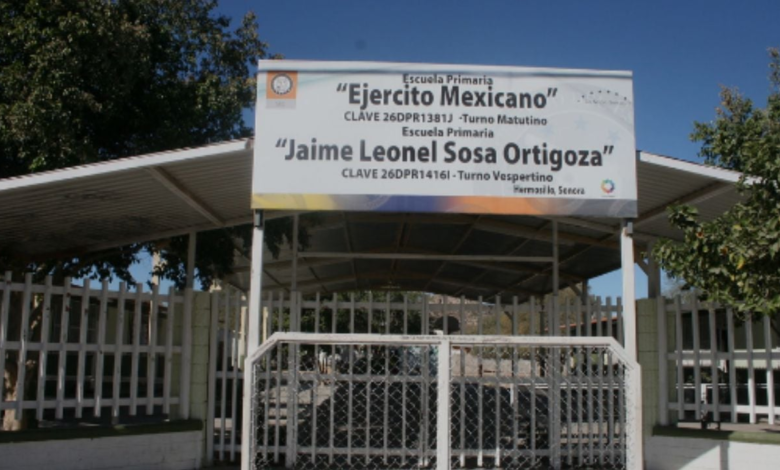 Escuela Primaria
"Ejercito Mexicano"
CLAVE 26DPR1381J -Turno Matutino
Escuela Primaria
"Jaime Leonel Sosa Ortigoza"
CLAVE 26DPR1416I - Turno Vespertino
Hermosillo, Sonora